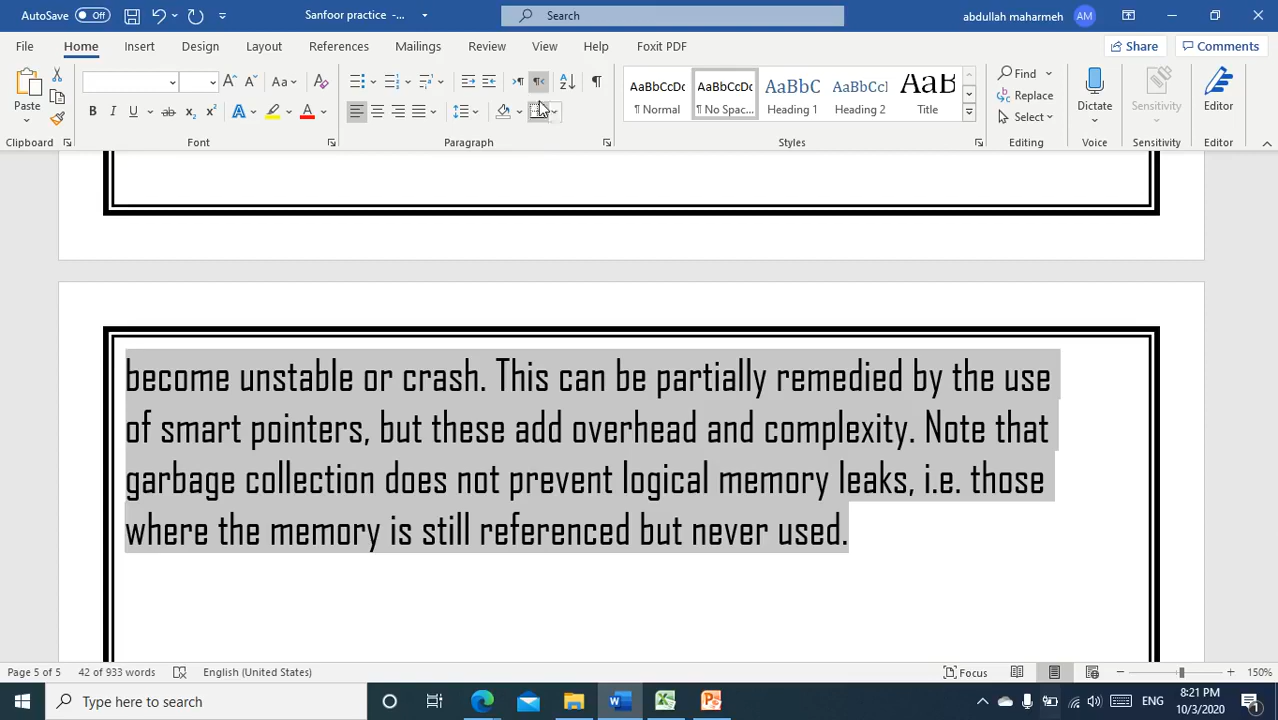 AutoSave Off Sanfoor practice -... Search abdullah maharmeh AM
File Home Insert Design Layout References Mailings Review View Help Foxit PDF Share Comments
Paste Aa A A B I U ab x₂ x² A A
AaBbCcDc AaBbCcDc AaBbC AaBbCcI AaB
¶ Normal ¶ No Spac... Heading 1 Heading 2 Title
Find
Replace
Select
Dictate Sensitivity Editor
Clipboard Font Paragraph Styles Editing Voice Sensitivity Editor
become unstable or crash. This can be partially remedied by the use
of smart pointers, but these add overhead and complexity. Note that
garbage collection does not prevent logical memory leaks, i.e. those
where the memory is still referenced but never used.
Page 5 of 5 42 of 933 words English (United States) Focus 150%
Type here to search ENG 8:21 PM
10/3/2020